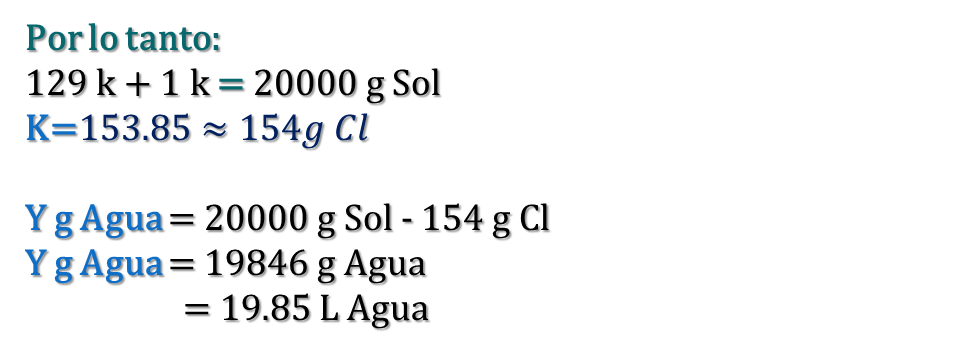 Por lo tanto:
129 k + 1 k = 20000 g Sol
K=153.85 ≈ 154g Cl
Y g Agua = 20000 g Sol - 154 g Cl
Y g Agua = 19846 g Agua
= 19.85 L Agua